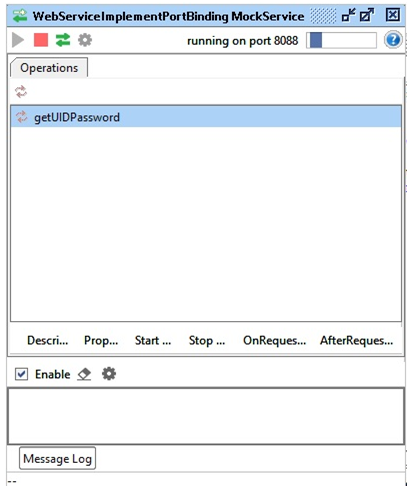 WebServiceImplementPortBinding MockService
running on port 8088
?
Operations
getUIDPassword
Descri... Prop... Start ... Stop ... OnReques... AfterReques...
Enable
Message Log
--